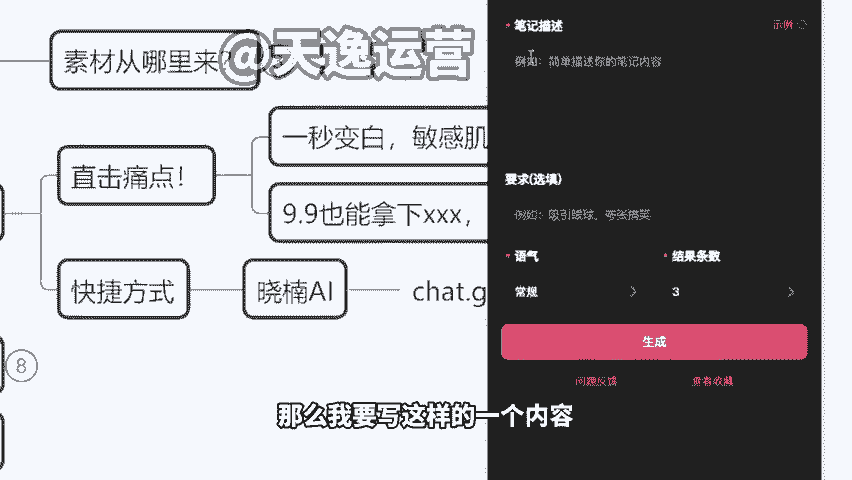 素材从哪里来?
@天逸运营
直击痛点!
一秒变白，敏感肌
9.9也能拿下xxx，
快捷方式
晓楠AI
chat.g
8
* 笔记描述
示例
例如：简单描述你的笔记内容
要求(选填)
例如：吸引眼球，夸张搞笑
* 语气
* 结果条数
常规
3
生成
问题反馈
查看收藏
那么我要写这样的一个内容